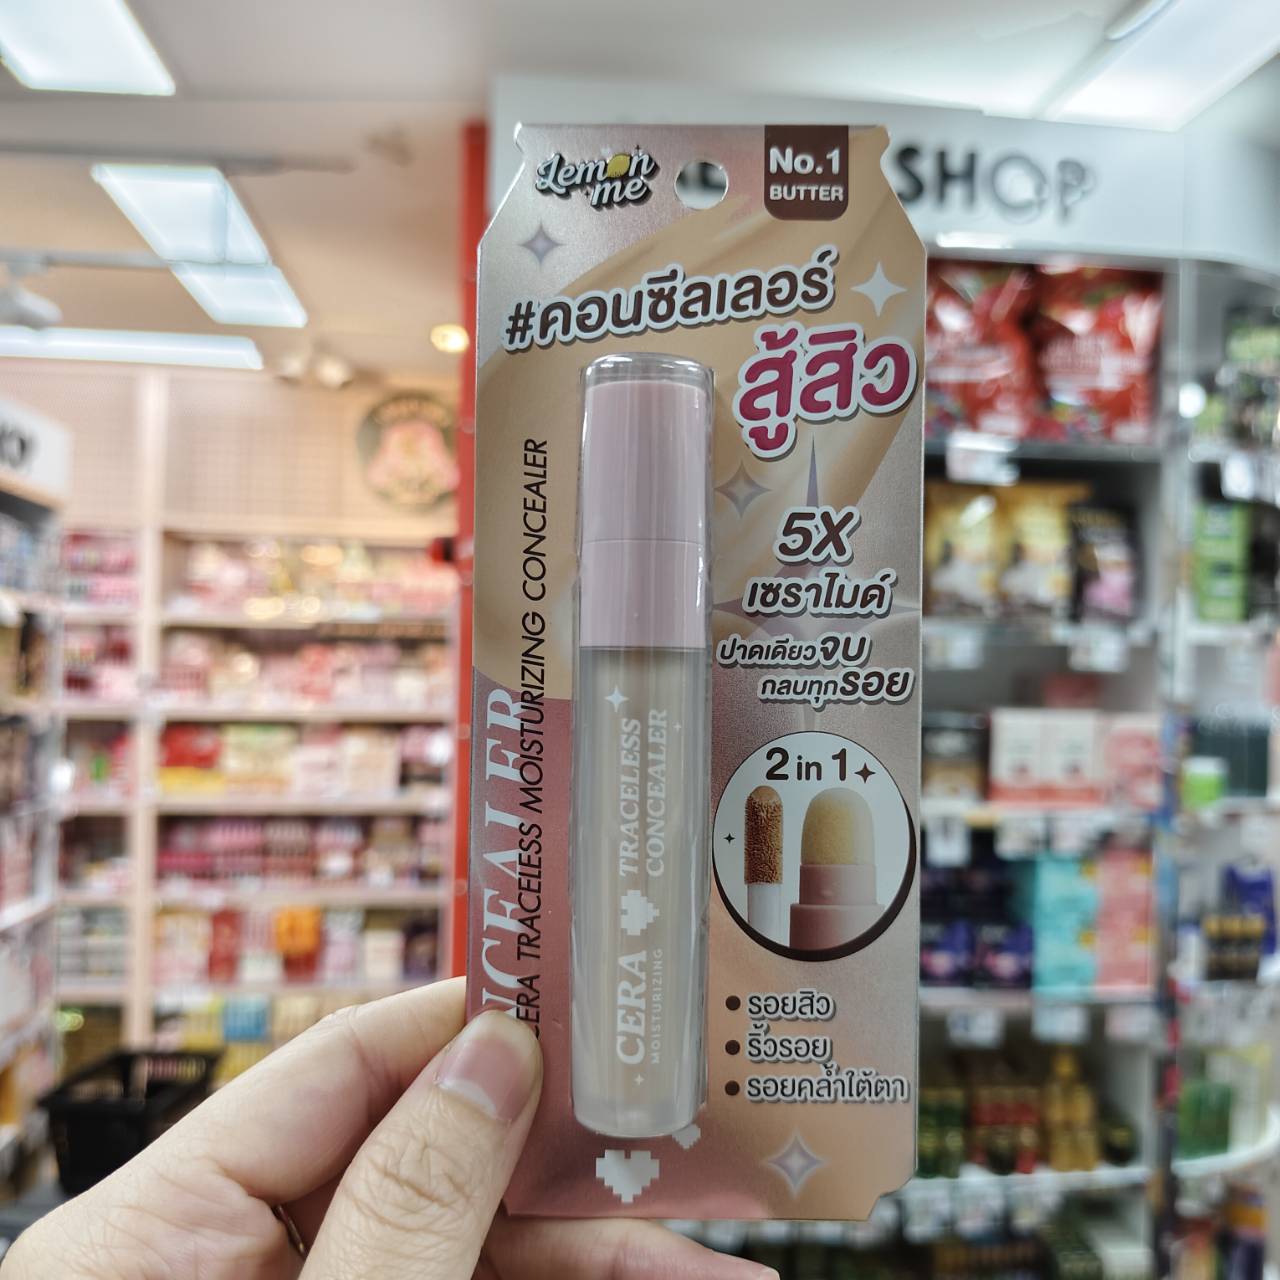 Lemon
me
No.1
BUTTER
SHOP
#คอนซีลเลอร์
สู้สิว
5X
เซราไมด์
ปาดเดียวจบ
กลบทุกรอย
2 in 1
CERA TRACELESS MOISTURIZING CONCEALER
CERA TRACELESS
MOISTURIZING CONCEALER
• รอยสิว
• ริ้วรอย
• รอยคล้ำใต้ตา